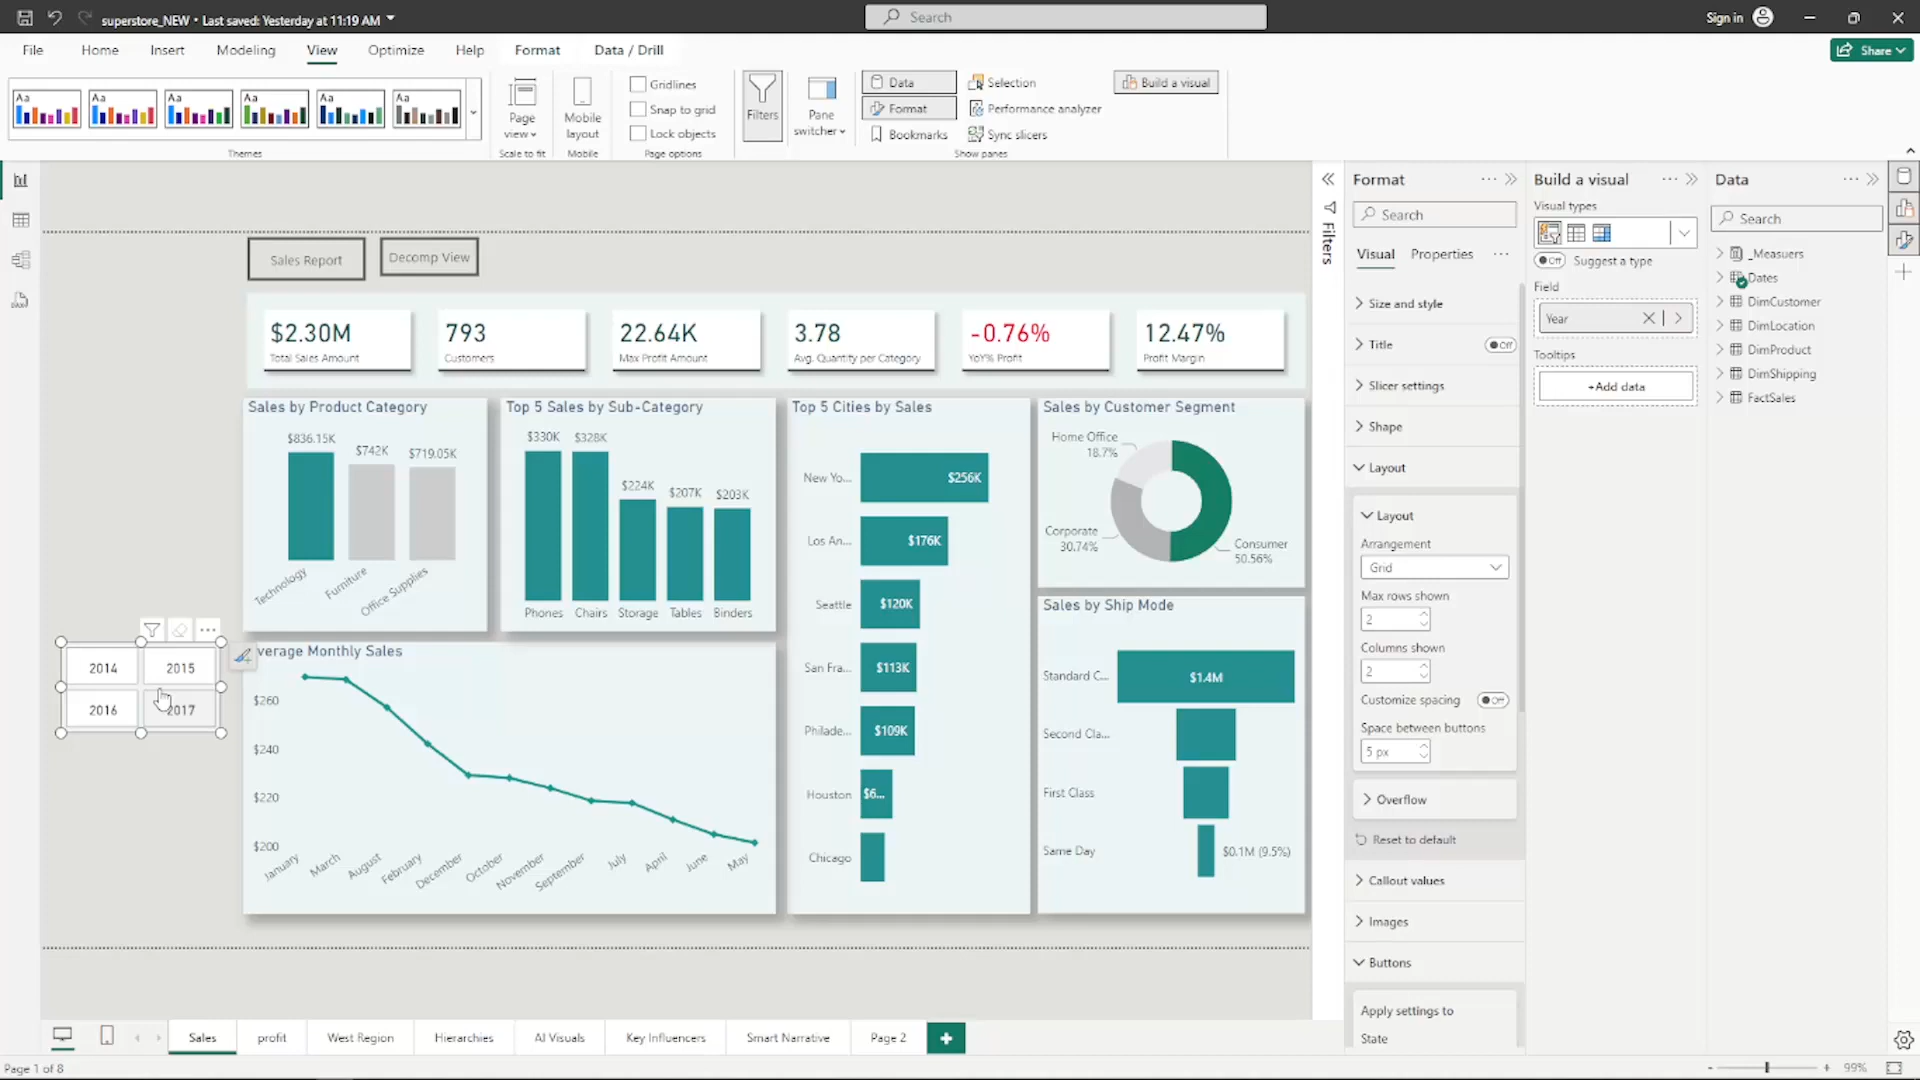 superstore_NEW • Last saved: Yesterday at 11:19 AM
Search
Sign in
File Home Insert Modeling View Optimize Help Format Data / Drill
Share
Aa Aa Aa Aa Aa Aa
Themes
Page view
Scale to fit
Mobile layout
Mobile
Gridlines
Snap to grid
Lock objects
Page options
Filters
Pane switcher
Data
Format
Bookmarks
Selection
Performance analyzer
Sync slicers
Build a visual
Show panes
Sales Report
Decomp View
$2.30M
Total Sales Amount
793
Customers
22.64K
Max Profit Amount
3.78
Avg. Quantity per Category
-0.76%
YoY% Profit
12.47%
Profit Margin
Sales by Product Category
$836.15K
$742K
$719.05K
Technology
Furniture
Office Supplies
Top 5 Sales by Sub-Category
$330K
$328K
$224K
$207K
$203K
Phones
Chairs
Storage
Tables
Binders
Top 5 Cities by Sales
New Yo...
$256K
Los An...
$176K
Seattle
$120K
San Fra...
$113K
Philade...
$109K
Houston
$6...
Chicago
Sales by Customer Segment
Home Office
18.7%
Corporate
30.74%
Consumer
50.56%
Sales by Ship Mode
Standard C...
$1.4M
Second Cla...
First Class
Same Day
$0.1M (9.5%)
2014
2015
2016
2017
verage Monthly Sales
$260
$240
$220
$200
January
March
August
February
December
October
November
September
July
April
June
May
Filters
Format
Search
Visual
Properties
Size and style
Title
Off
Slicer settings
Shape
Layout
Layout
Arrangement
Grid
Max rows shown
2
Columns shown
2
Customize spacing
Off
Space between buttons
5 px
Overflow
Reset to default
Callout values
Images
Buttons
Apply settings to
State
Build a visual
Visual types
Off
Suggest a type
Field
Year
Tooltips
+Add data
Data
Search
_Measuers
Dates
DimCustomer
DimLocation
DimProduct
DimShipping
FactSales
Sales
profit
West Region
Hierarchies
AI Visuals
Key Influencers
Smart Narrative
Page 2
Page 1 of 8
99%